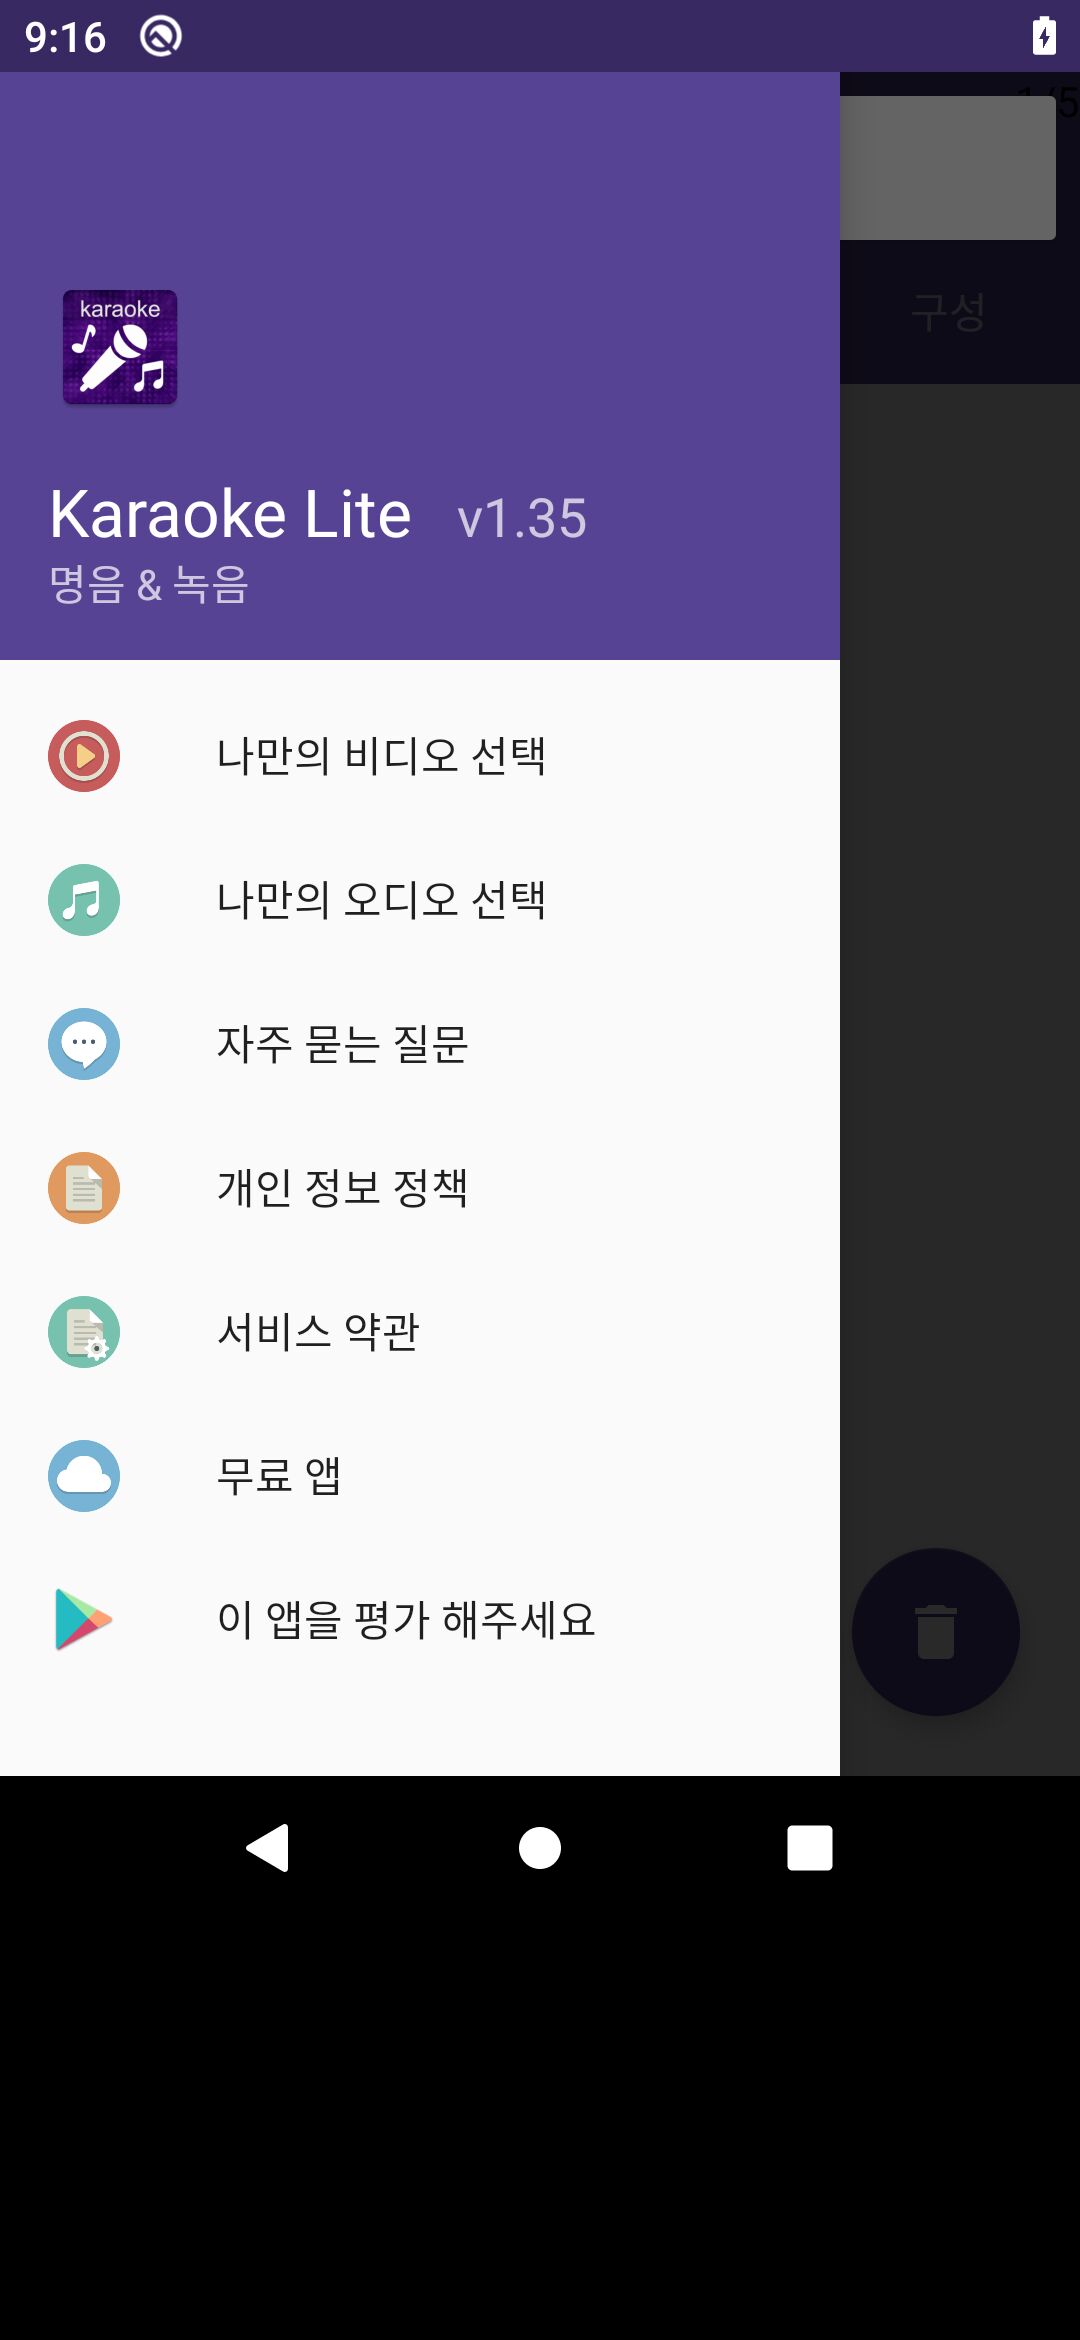 9:16
1/5
구성
karaoke
Karaoke Lite v1.35
명음 & 녹음
나만의 비디오 선택
나만의 오디오 선택
자주 묻는 질문
개인 정보 정책
서비스 약관
무료 앱
이 앱을 평가 해주세요